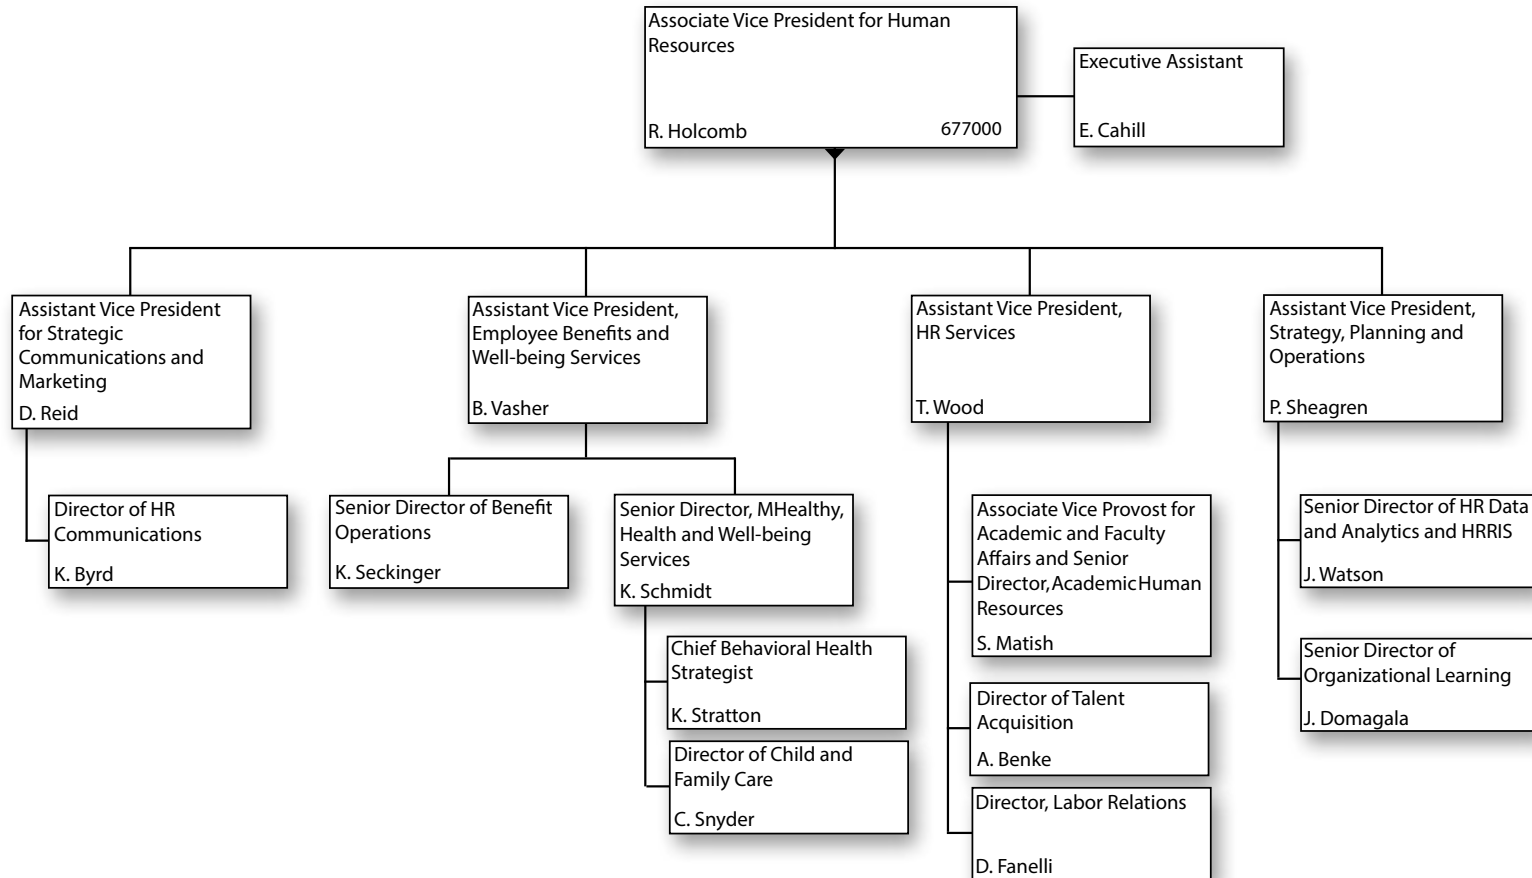 Associate Vice President for Human
Resources
R. Holcomb 677000
Executive Assistant
E. Cahill
Assistant Vice President
for Strategic
Communications and
Marketing
D. Reid
Assistant Vice President,
Employee Benefits and
Well-being Services
B. Vasher
Assistant Vice President,
HR Services
T. Wood
Assistant Vice President,
Strategy, Planning and
Operations
P. Sheagren
Director of HR
Communications
K. Byrd
Senior Director of Benefit
Operations
K. Seckinger
Senior Director, MHealthy,
Health and Well-being
Services
K. Schmidt
Chief Behavioral Health
Strategist
K. Stratton
Director of Child and
Family Care
C. Snyder
Associate Vice Provost for
Academic and Faculty
Affairs and Senior
Director, Academic Human
Resources
S. Matish
Director of Talent
Acquisition
A. Benke
Director, Labor Relations
D. Fanelli
Senior Director of HR Data
and Analytics and HRRIS
J. Watson
Senior Director of
Organizational Learning
J. Domagala